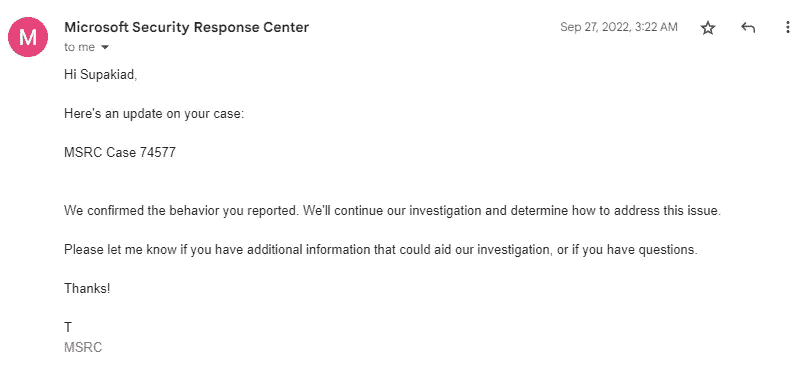 M
Microsoft Security Response Center
Sep 27, 2022, 3:22 AM
to me
Hi Supakiad,
Here's an update on your case:
MSRC Case 74577
We confirmed the behavior you reported. We'll continue our investigation and determine how to address this issue.
Please let me know if you have additional information that could aid our investigation, or if you have questions.
Thanks!
T
MSRC